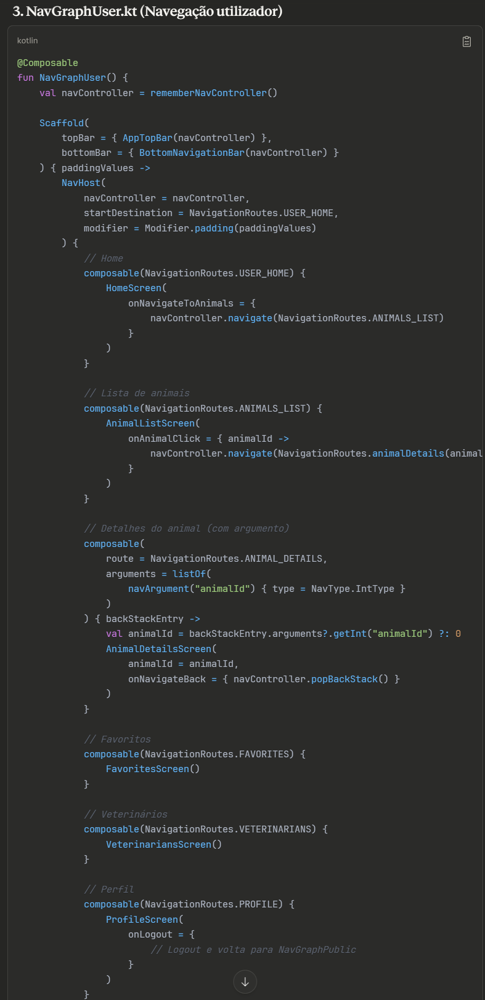 3. NavGraphUser.kt (Navegação utilizador)
kotlin
@Composable
fun NavGraphUser() {
    val navController = rememberNavController()

    Scaffold(
        topBar = { AppTopBar(navController) },
        bottomBar = { BottomNavigationBar(navController) }
    ) { paddingValues ->
        NavHost(
            navController = navController,
            startDestination = NavigationRoutes.USER_HOME,
            modifier = Modifier.padding(paddingValues)
        ) {
            // Home
            composable(NavigationRoutes.USER_HOME) {
                HomeScreen(
                    onNavigateToAnimals = {
                        navController.navigate(NavigationRoutes.ANIMALS_LIST)
                    }
                )
            }

            // Lista de animais
            composable(NavigationRoutes.ANIMALS_LIST) {
                AnimalListScreen(
                    onAnimalClick = { animalId ->
                        navController.navigate(NavigationRoutes.animalDetails(animal
                    }
                )
            }

            // Detalhes do animal (com argumento)
            composable(
                route = NavigationRoutes.ANIMAL_DETAILS,
                arguments = listOf(
                    navArgument("animalId") { type = NavType.IntType }
                )
            ) { backStackEntry ->
                val animalId = backStackEntry.arguments?.getInt("animalId") ?: 0
                AnimalDetailsScreen(
                    animalId = animalId,
                    onNavigateBack = { navController.popBackStack() }
                )
            }

            // Favoritos
            composable(NavigationRoutes.FAVORITES) {
                FavoritesScreen()
            }

            // Veterinários
            composable(NavigationRoutes.VETERINARIANS) {
                VeterinariansScreen()
            }

            // Perfil
            composable(NavigationRoutes.PROFILE) {
                ProfileScreen(
                    onLogout = {
                        // Logout e volta para NavGraphPublic
                    }
                )
            }